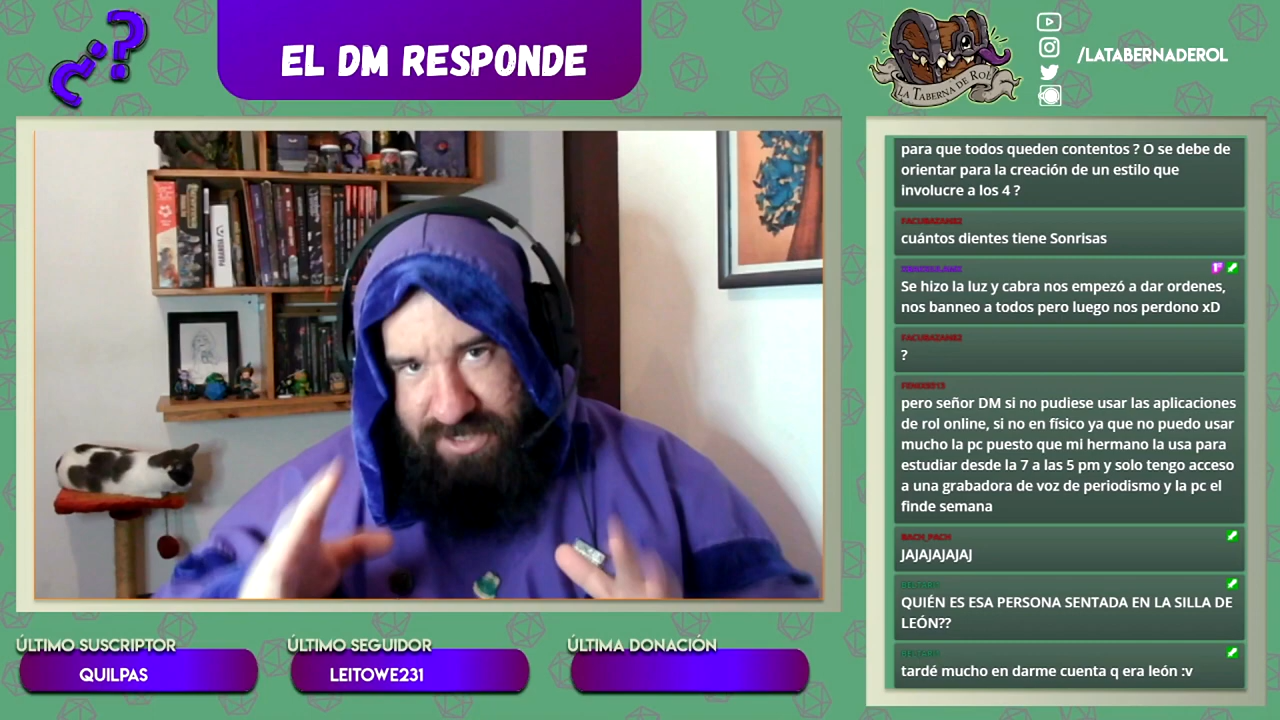 EL DM RESPONDE
LA TABERNA DE ROL
/LATABERNADEROL
para que todos queden contentos ? O se debe de
orientar para la creación de un estilo que
involucre a los 4 ?
FACUBAZAN82
cuántos dientes tiene Sonrisas
Se hizo la luz y cabra nos empezó a dar ordenes,
nos banneo a todos pero luego nos perdono xD
FACUBAZAN82
?
pero señor DM si no pudiese usar las aplicaciones
de rol online, si no en físico ya que no puedo usar
mucho la pc puesto que mi hermano la usa para
estudiar desde la 7 a las 5 pm y solo tengo acceso
a una grabadora de voz de periodismo y la pc el
finde semana
BACH_PACH
JAJAJAJAJAJ
QUIÉN ES ESA PERSONA SENTADA EN LA SILLA DE
LEÓN??
tardé mucho en darme cuenta q era león :v
PARANOIA
ÚLTIMO SUSCRIPTOR
QUILPAS
ÚLTIMO SEGUIDOR
LEITOWE231
ÚLTIMA DONACIÓN